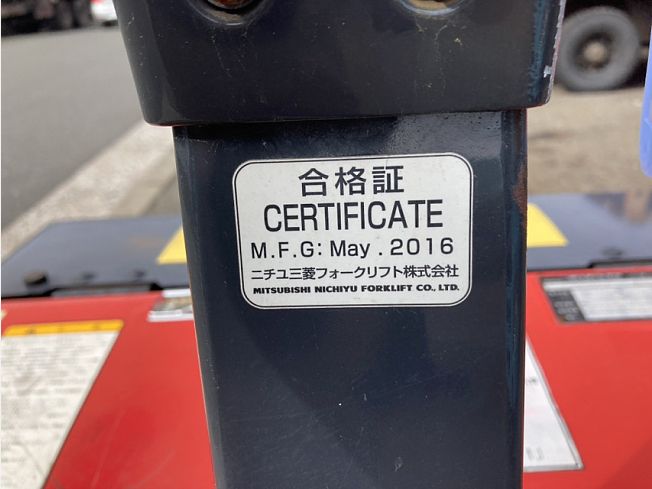 合格証
CERTIFICATE
M.F.G: May . 2016
ニチユ三菱フォークリフト株式会社
MITSUBISHI NICHIYU FORKLIFT CO., LTD.